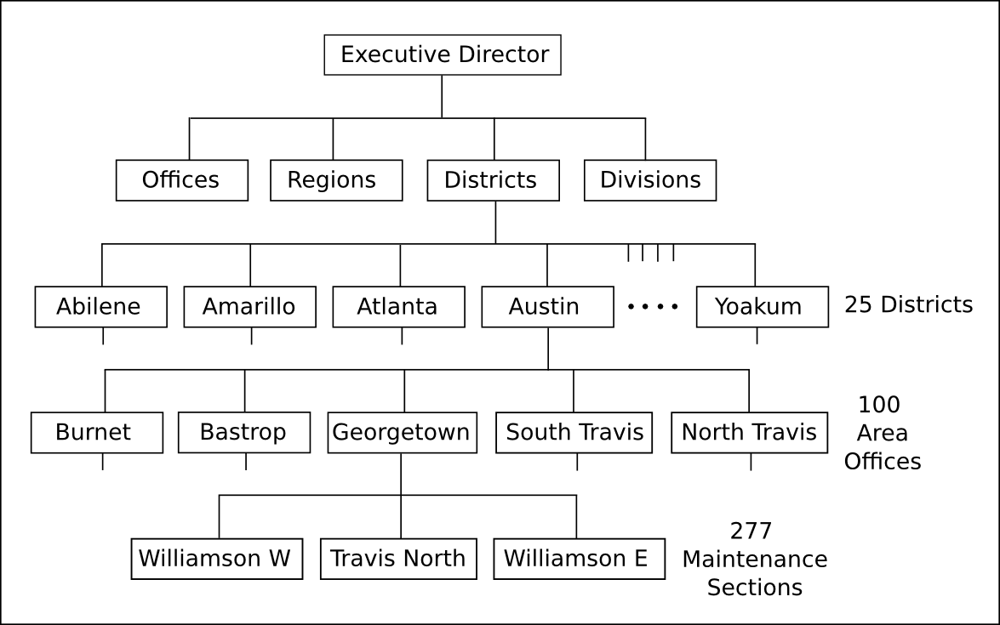 Executive Director
Offices
Regions
Districts
Divisions
Abilene
Amarillo
Atlanta
Austin
• • • •
Yoakum
25 Districts
Burnet
Bastrop
Georgetown
South Travis
North Travis
100
Area
Offices
Williamson W
Travis North
Williamson E
277
Maintenance
Sections